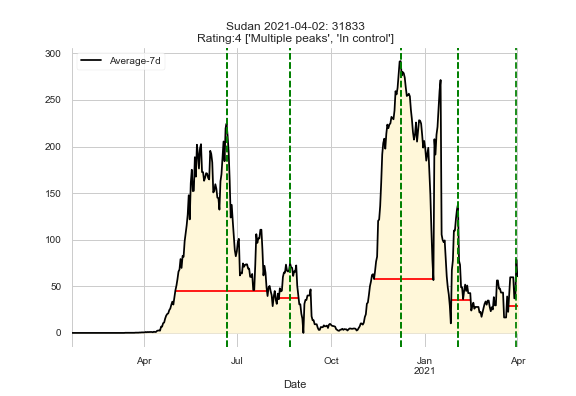 Sudan 2021-04-02: 31833
Rating:4 ['Multiple peaks', 'In control']
Average-7d
300
250
200
150
100
50
0
Apr
Jul
Oct
Jan
2021
Apr
Date